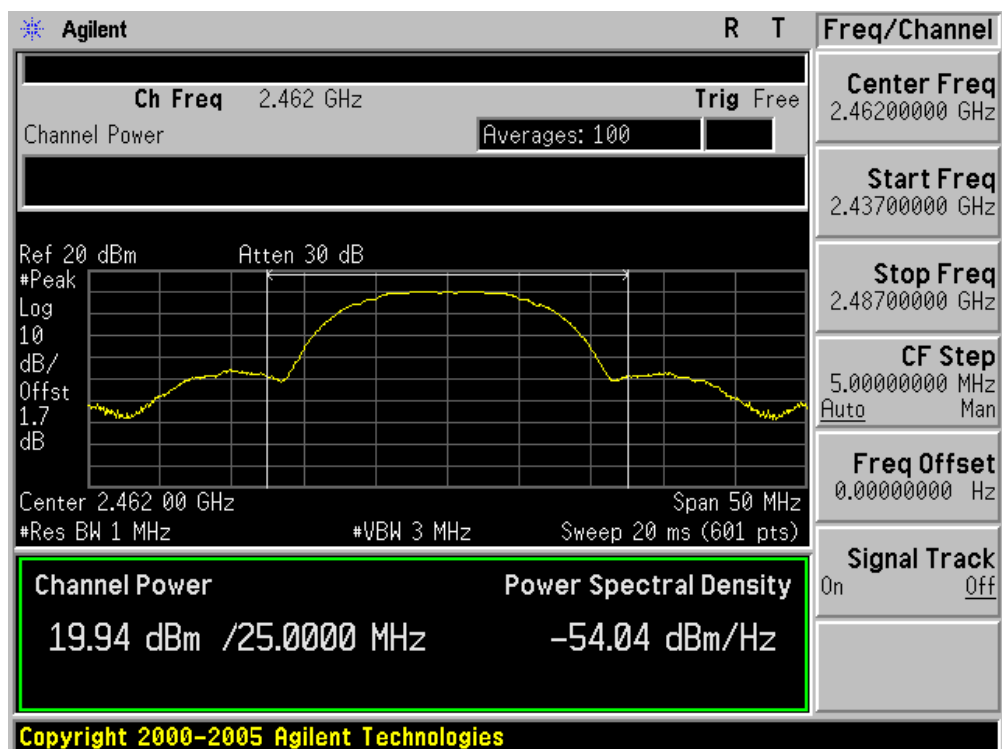 Agilent R T
Ch Freq 2.462 GHz Trig Free
Channel Power Averages: 100
Ref 20 dBm Atten 30 dB
#Peak
Log
10
dB/
Offst
1.7
dB
Center 2.462 00 GHz Span 50 MHz
#Res BW 1 MHz #VBW 3 MHz Sweep 20 ms (601 pts)
Channel Power Power Spectral Density
19.94 dBm /25.0000 MHz -54.04 dBm/Hz
Copyright 2000-2005 Agilent Technologies
Freq/Channel
Center Freq
2.46200000 GHz
Start Freq
2.43700000 GHz
Stop Freq
2.48700000 GHz
CF Step
5.00000000 MHz
Auto Man
Freq Offset
0.00000000 Hz
Signal Track
On Off